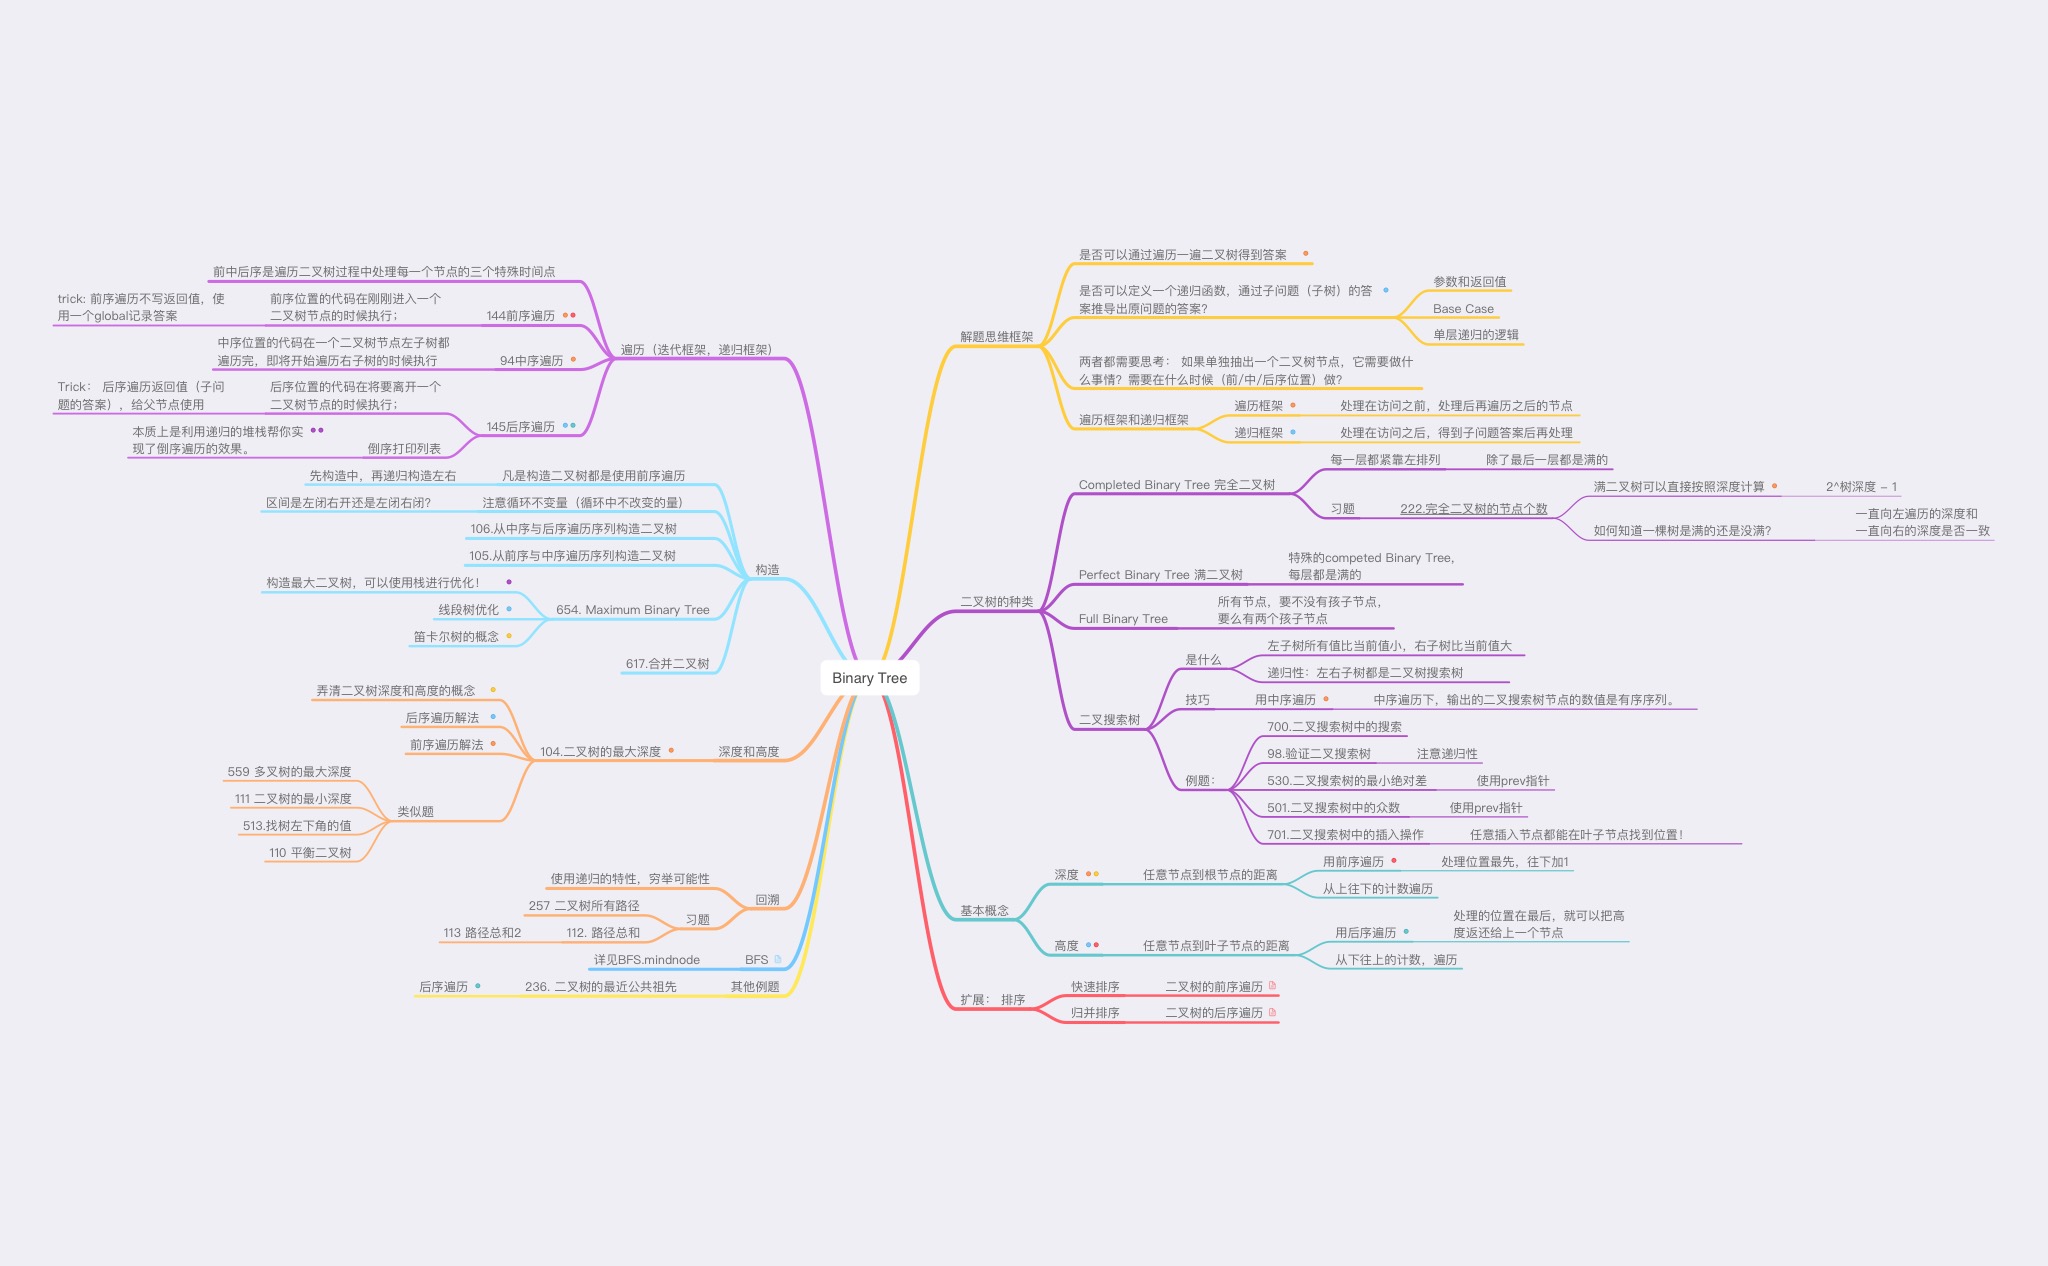 Binary Tree
解题思维框架
是否可以通过遍历一遍二叉树得到答案
是否可以定义一个递归函数，通过子问题（子树）的答
案推导出原问题的答案？
参数和返回值
Base Case
单层递归的逻辑
两者都需要思考： 如果单独抽出一个二叉树节点，它需要做什
么事情？需要在什么时候（前/中/后序位置）做？
遍历框架和递归框架
遍历框架
处理在访问之前，处理后再遍历之后的节点
递归框架
处理在访问之后，得到子问题答案后再处理
二叉树的种类
Completed Binary Tree 完全二叉树
每一层都紧靠左排列
除了最后一层都是满的
习题
222.完全二叉树的节点个数
满二叉树可以直接按照深度计算
2^树深度 - 1
如何知道一棵树是满的还是没满？
一直向左遍历的深度和
一直向右的深度是否一致
Perfect Binary Tree 满二叉树
特殊的competed Binary Tree,
每层都是满的
Full Binary Tree
所有节点，要不没有孩子节点，
要么有两个孩子节点
二叉搜索树
是什么
左子树所有值比当前值小，右子树比当前值大
递归性：左右子树都是二叉树搜索树
技巧
用中序遍历
中序遍历下，输出的二叉搜索树节点的数值是有序序列。
例题：
700.二叉搜索树中的搜索
98.验证二叉搜索树
注意递归性
530.二叉搜索树的最小绝对差
使用prev指针
501.二叉搜索树中的众数
使用prev指针
701.二叉搜索树中的插入操作
任意插入节点都能在叶子节点找到位置！
基本概念
深度
任意节点到根节点的距离
用前序遍历
处理位置最先，往下加1
从上往下的计数遍历
高度
任意节点到叶子节点的距离
用后序遍历
处理的位置在最后，就可以把高
度返还给上一个节点
从下往上的计数，遍历
扩展： 排序
快速排序
二叉树的前序遍历
归并排序
二叉树的后序遍历
遍历（迭代框架，递归框架）
前中后序是遍历二叉树过程中处理每一个节点的三个特殊时间点
144前序遍历
前序位置的代码在刚刚进入一个
二叉树节点的时候执行；
trick: 前序遍历不写返回值，使
用一个global记录答案
94中序遍历
中序位置的代码在一个二叉树节点左子树都
遍历完，即将开始遍历右子树的时候执行
145后序遍历
后序位置的代码在将要离开一个
二叉树节点的时候执行；
Trick： 后序遍历返回值（子问
题的答案），给父节点使用
倒序打印列表
本质上是利用递归的堆栈帮你实
现了倒序遍历的效果。
构造
凡是构造二叉树都是使用前序遍历
先构造中，再递归构造左右
注意循环不变量（循环中不改变的量）
区间是左闭右开还是左闭右闭？
106.从中序与后序遍历序列构造二叉树
105.从前序与中序遍历序列构造二叉树
654. Maximum Binary Tree
构造最大二叉树，可以使用栈进行优化！
线段树优化
笛卡尔树的概念
617.合并二叉树
深度和高度
104.二叉树的最大深度
弄清二叉树深度和高度的概念
后序遍历解法
前序遍历解法
类似题
559 多叉树的最大深度
111 二叉树的最小深度
513.找树左下角的值
110 平衡二叉树
回溯
使用递归的特性，穷举可能性
习题
257 二叉树所有路径
112. 路径总和
113 路径总和2
BFS
详见BFS.mindnode
其他例题
236. 二叉树的最近公共祖先
后序遍历